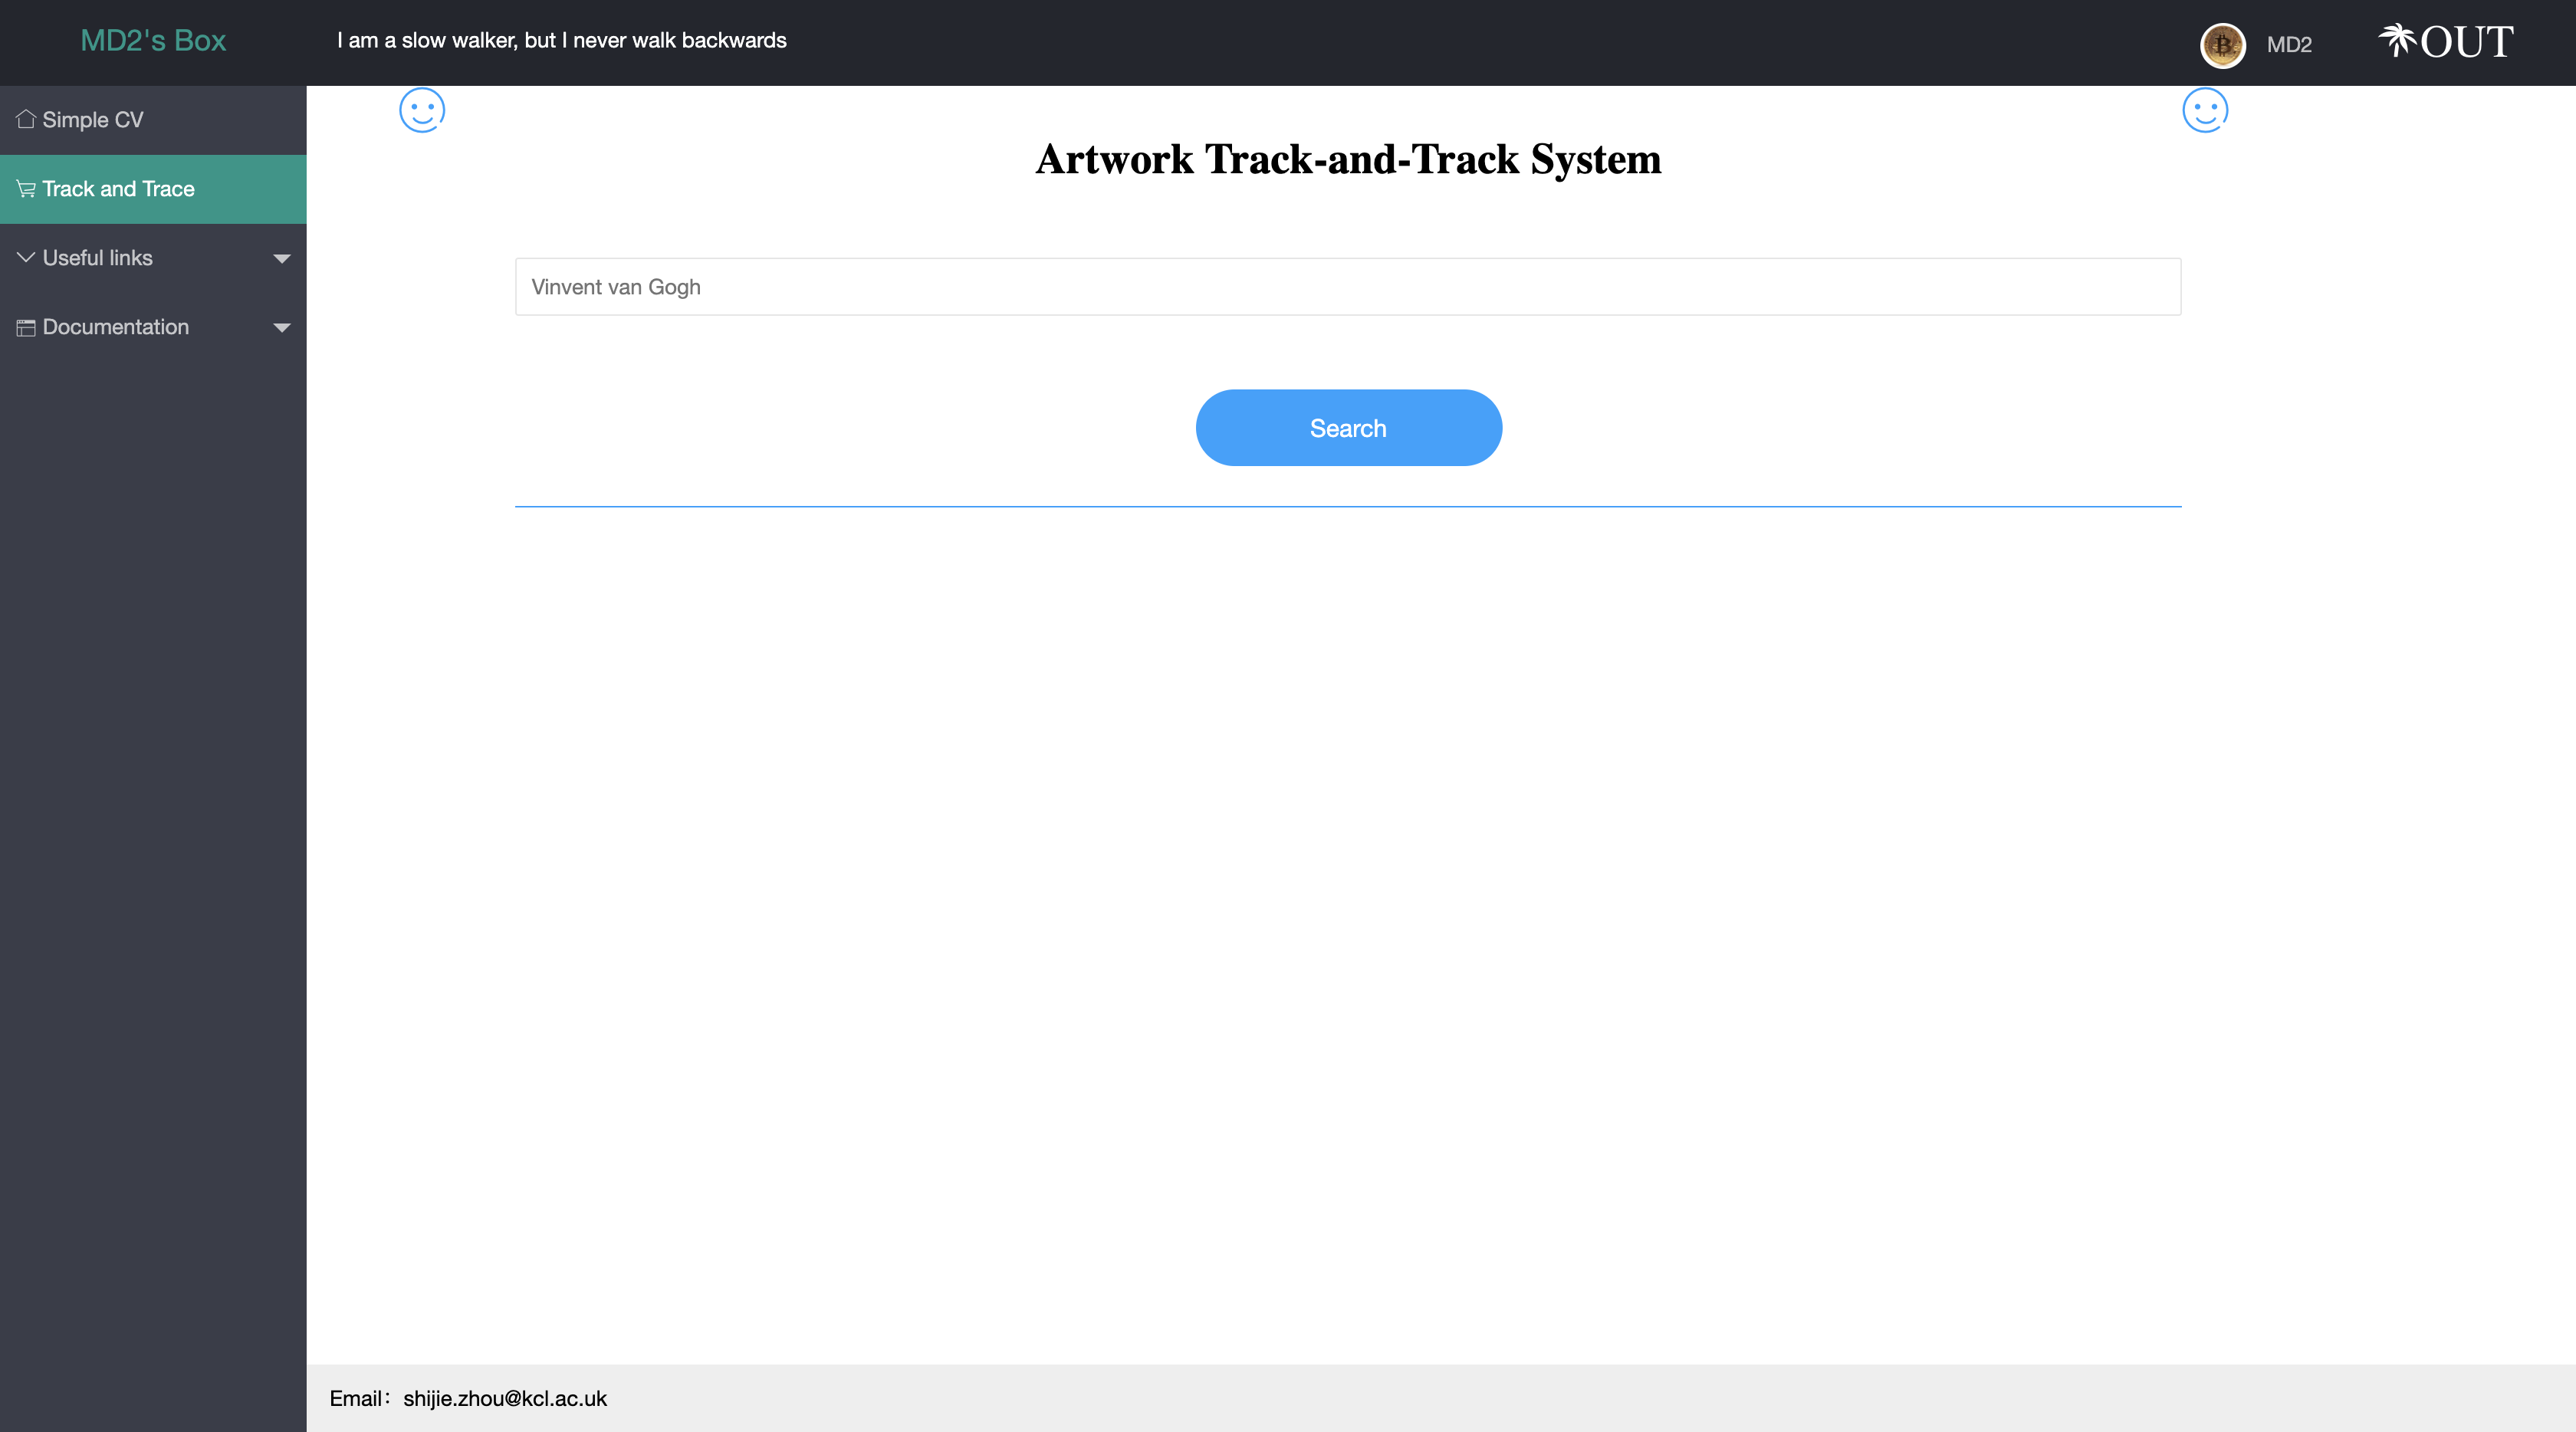 MD2's Box
I am a slow walker, but I never walk backwards
MD2
OUT
Simple CV
Track and Trace
Useful links
Documentation
Artwork Track-and-Track System
Vinvent van Gogh
Search
Email：shijie.zhou@kcl.ac.uk